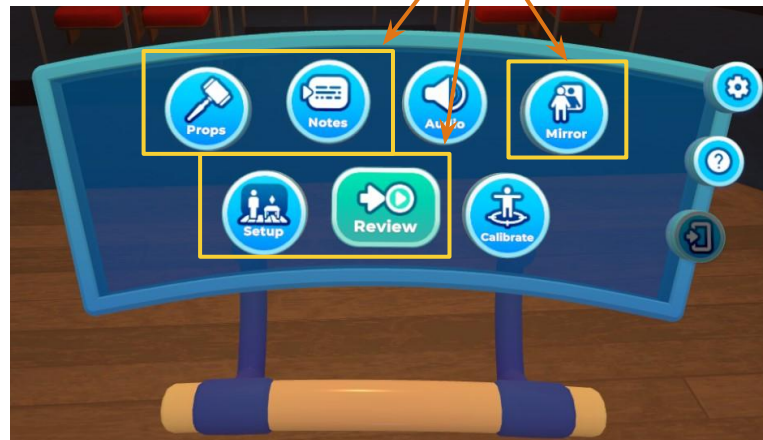 Props
Notes
Audio
Mirror
Setup
Review
Calibrate
?